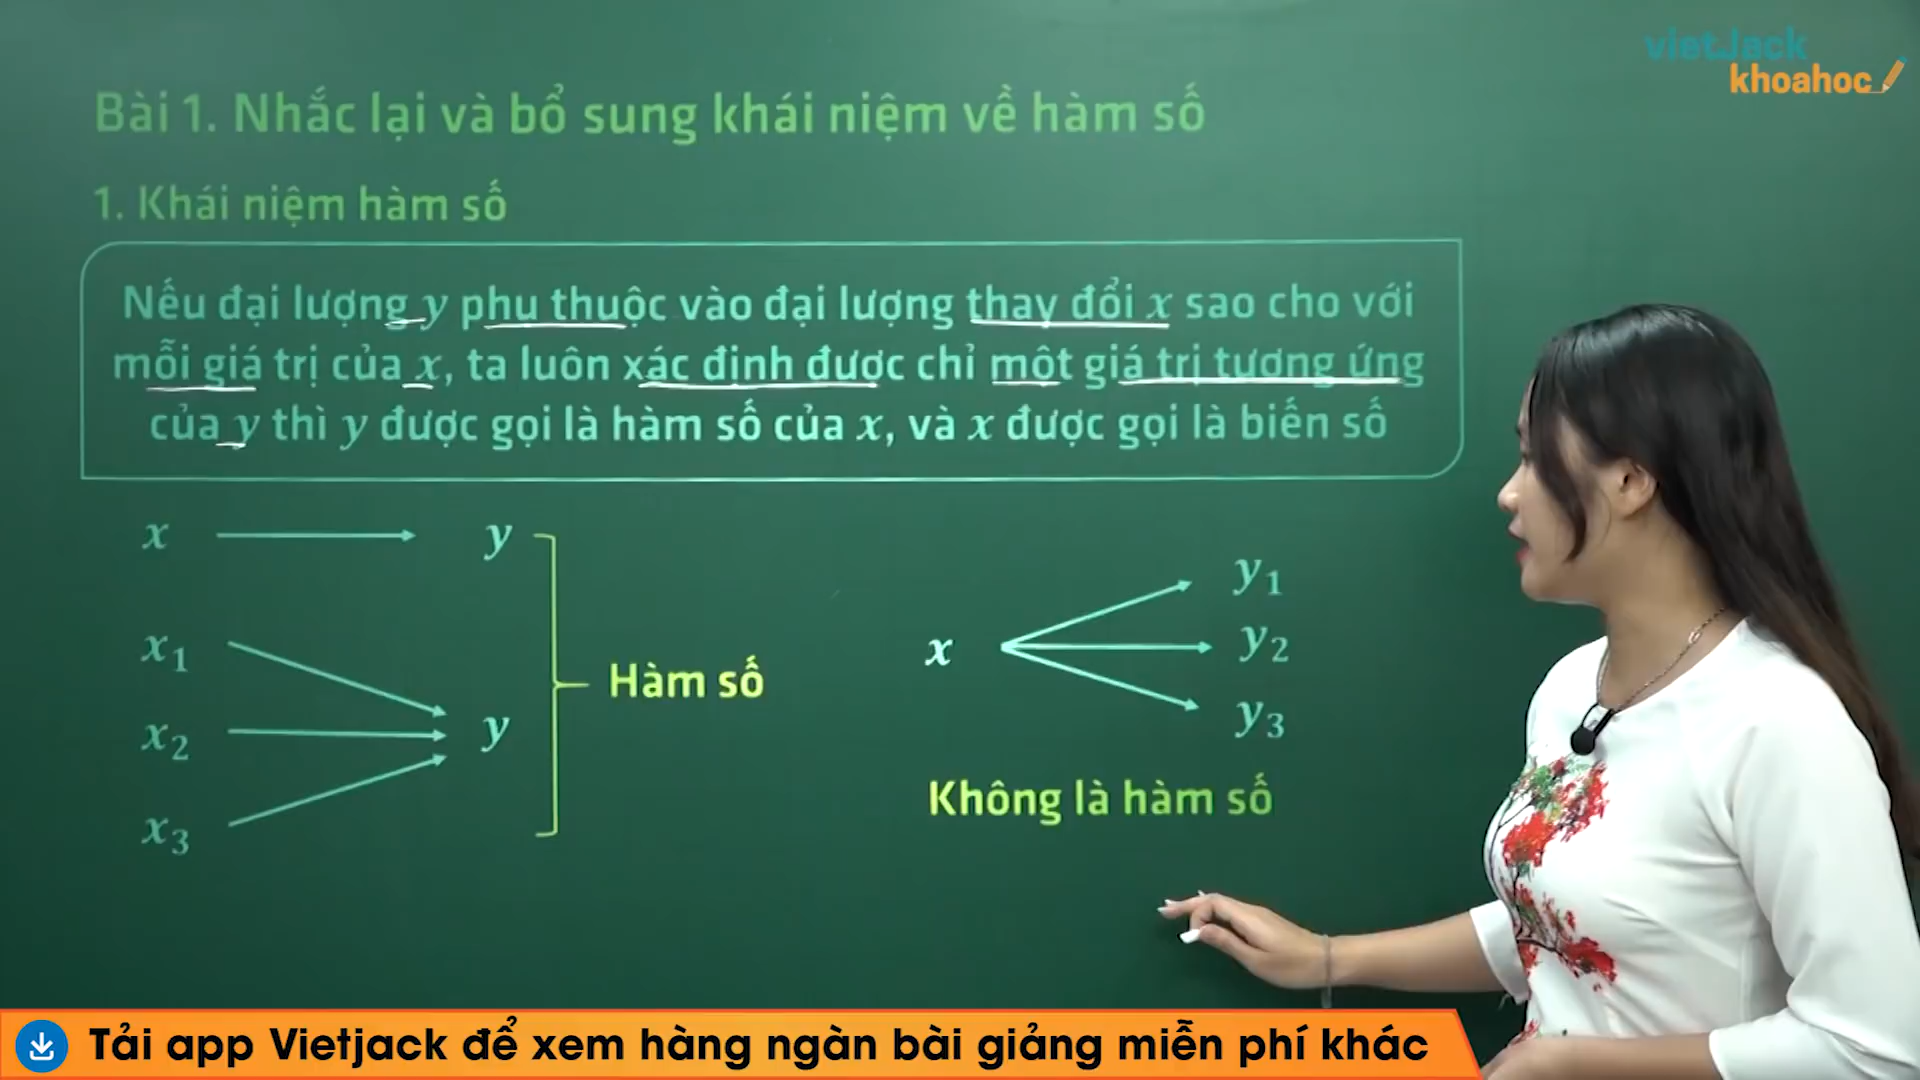 vietJack
khoahoc
Bài 1. Nhắc lại và bổ sung khái niệm về hàm số
1. Khái niệm hàm số
Nếu đại lượng y phụ thuộc vào đại lượng thay đổi x sao cho với
mỗi giá trị của x, ta luôn xác định được chỉ một giá trị tương ứng
của y thì y được gọi là hàm số của x, và x được gọi là biến số
x y
x₁
x₂ y
x₃
Hàm số
x
y₁
y₂
y₃
Không là hàm số
Tải app Vietjack để xem hàng ngàn bài giảng miễn phí khác